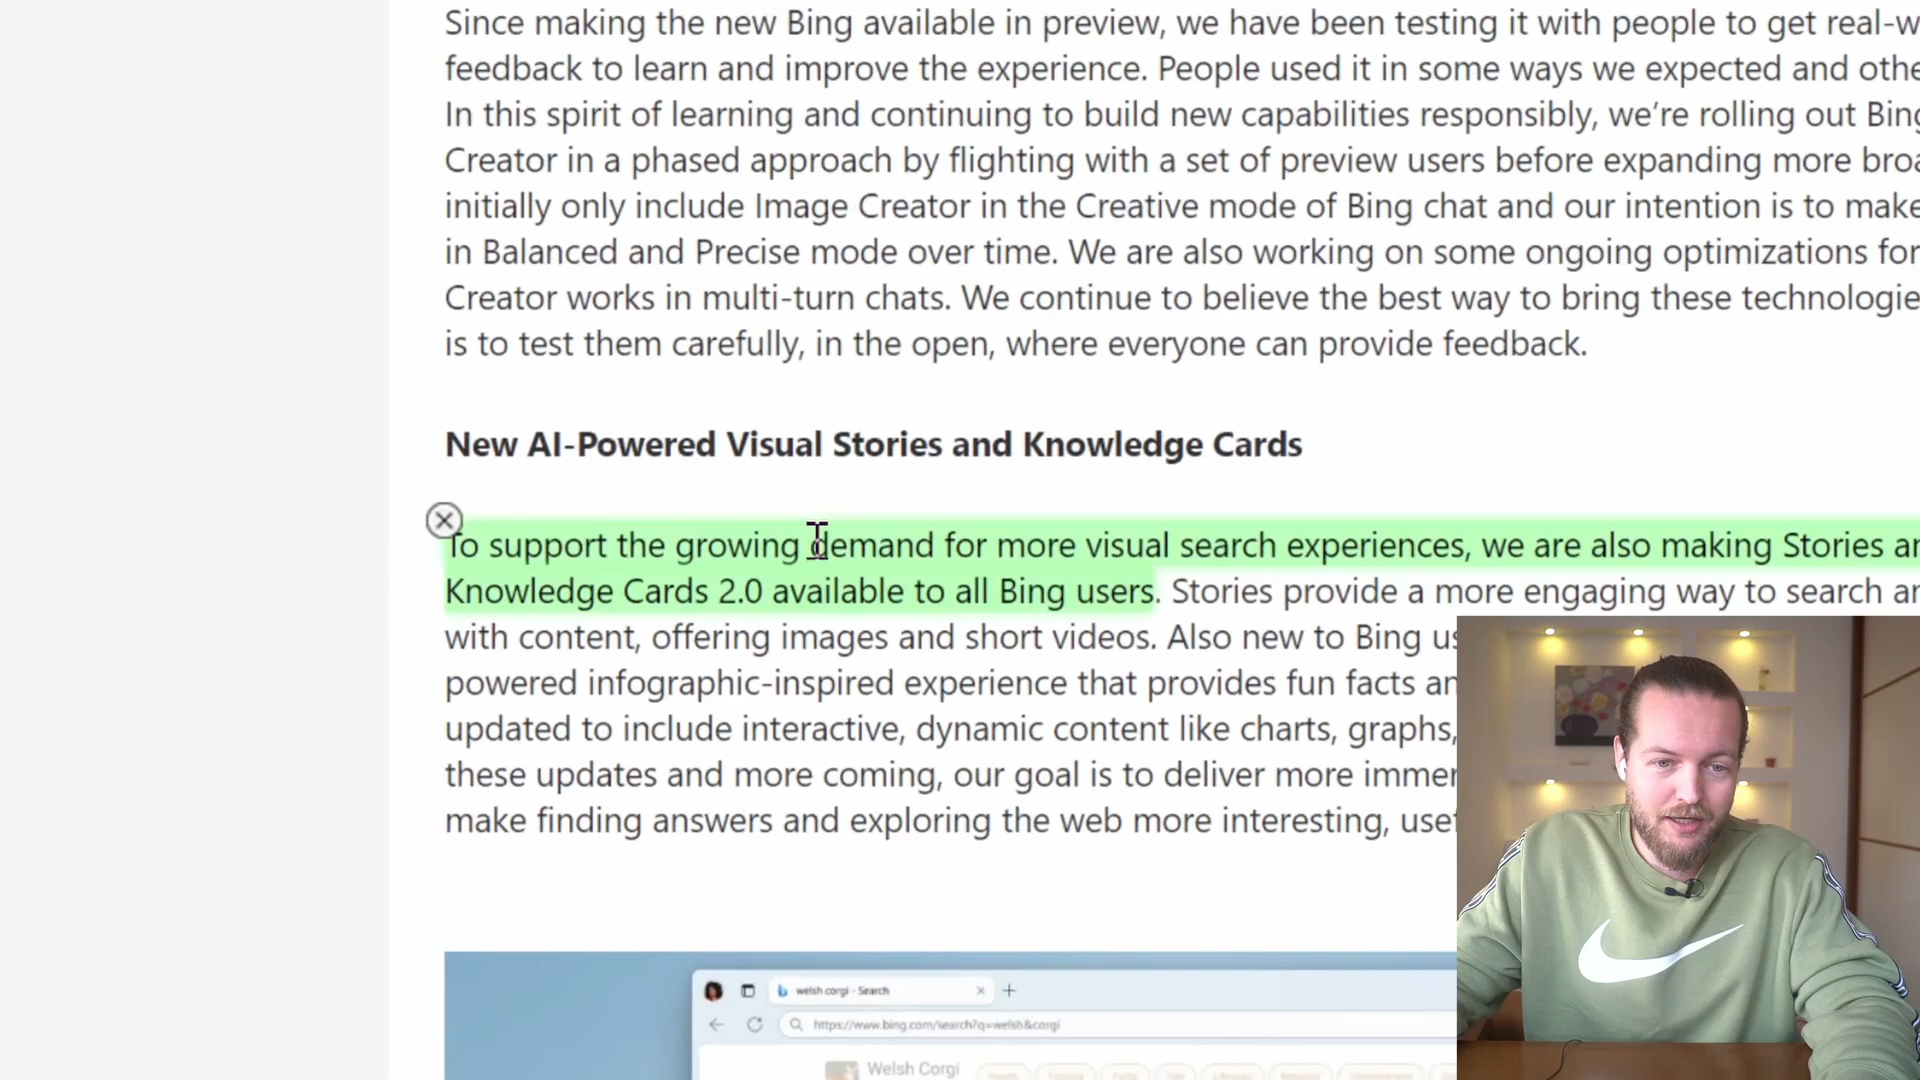 Since making the new Bing available in preview, we have been testing it with people to get real-w
feedback to learn and improve the experience. People used it in some ways we expected and othe
In this spirit of learning and continuing to build new capabilities responsibly, we’re rolling out Bing
Creator in a phased approach by flighting with a set of preview users before expanding more broa
initially only include Image Creator in the Creative mode of Bing chat and our intention is to make
in Balanced and Precise mode over time. We are also working on some ongoing optimizations for
Creator works in multi-turn chats. We continue to believe the best way to bring these technologie
is to test them carefully, in the open, where everyone can provide feedback.
New AI-Powered Visual Stories and Knowledge Cards
To support the growing demand for more visual search experiences, we are also making Stories an
Knowledge Cards 2.0 available to all Bing users. Stories provide a more engaging way to search an
with content, offering images and short videos. Also new to Bing us
powered infographic-inspired experience that provides fun facts an
updated to include interactive, dynamic content like charts, graphs,
these updates and more coming, our goal is to deliver more immer
make finding answers and exploring the web more interesting, usef
welsh corgi - Search
https://www.bing.com/search?q=welsh&corgi
Welsh Corgi